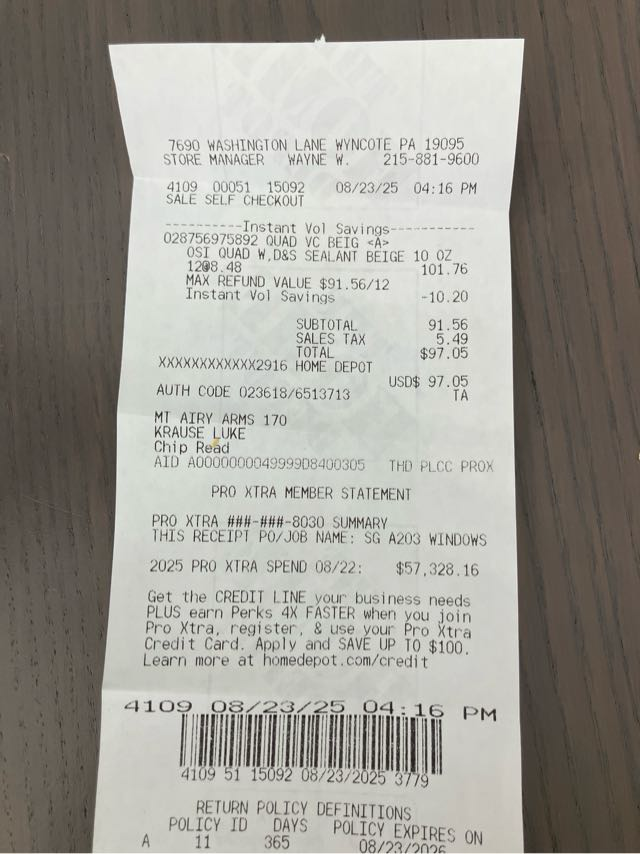 7690 WASHINGTON LANE WYNCOTE PA 19095
STORE MANAGER WAYNE W. 215-881-9600
4109 00051 15092 08/23/25 04:16 PM
SALE SELF CHECKOUT
----------Instant Vol Savings-----------
028756975892 QUAD VC BEIG <A>
OSI QUAD W,D&S SEALANT BEIGE 10 OZ
12@8.48 101.76
MAX REFUND VALUE $91.56/12
Instant Vol Savings -10.20
SUBTOTAL 91.56
SALES TAX 5.49
TOTAL $97.05
XXXXXXXXXXXX2916 HOME DEPOT
USD$ 97.05
AUTH CODE 023618/6513713 TA
MT AIRY ARMS 170
KRAUSE LUKE
Chip Read
AID A0000000049999D8400305 THD PLCC PROX
PRO XTRA MEMBER STATEMENT
PRO XTRA ###-###-8030 SUMMARY
THIS RECEIPT PO/JOB NAME: SG A203 WINDOWS
2025 PRO XTRA SPEND 08/22: $57,328.16
Get the CREDIT LINE your business needs
PLUS earn Perks 4X FASTER when you join
Pro Xtra, register, & use your Pro Xtra
Credit Card. Apply and SAVE UP TO $100.
Learn more at homedepot.com/credit
4109 08/23/25 04:16 PM
4109 51 15092 08/23/2025 3779
RETURN POLICY DEFINITIONS
POLICY ID DAYS POLICY EXPIRES ON
A 11 365 08/23/2026